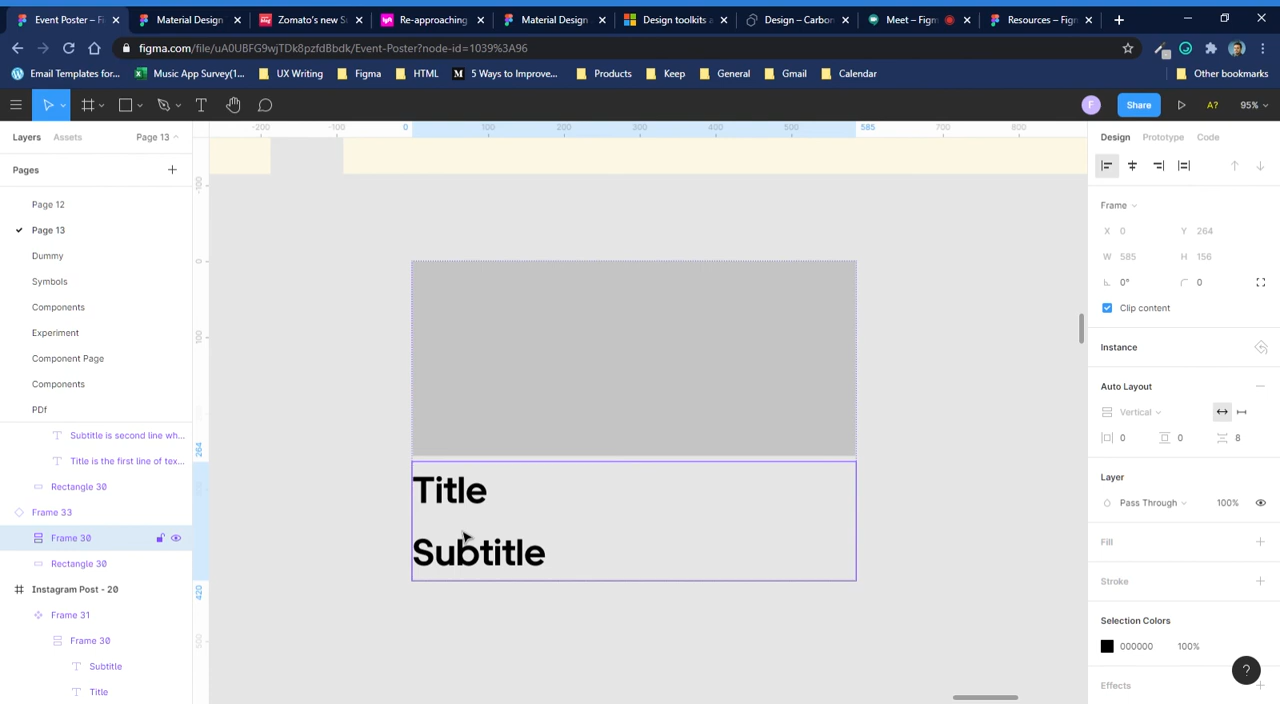 Event Poster – Fi
Material Design
Zomato's new S
Re-approaching
Material Design
Design toolkits a
Design – Carbon
Meet – Figm
Resources – Figm
figma.com/file/uA0UBFG9wjTDk8pzfdBbdk/Event-Poster?node-id=1039%3A96
Email Templates for...
Music App Survey(1...
UX Writing
Figma
HTML
5 Ways to Improve...
Products
Keep
General
Gmail
Calendar
Other bookmarks
F
Share
A?
95%
Layers
Assets
Page 13
Pages
Page 12
Page 13
Dummy
Symbols
Components
Experiment
Component Page
Components
PDf
Subtitle is second line wh...
Title is the first line of tex...
Rectangle 30
Frame 33
Frame 30
Rectangle 30
Instagram Post - 20
Frame 31
Frame 30
Subtitle
Title
-200
-100
0
100
200
300
400
500
585
700
800
-100
0
100
264
420
500
Title
Subtitle
Design
Prototype
Code
Frame
X 0
Y 264
W 585
H 156
0°
0
Clip content
Instance
Auto Layout
Vertical
0
0
8
Layer
Pass Through
100%
Fill
Stroke
Selection Colors
000000
100%
Effects
?